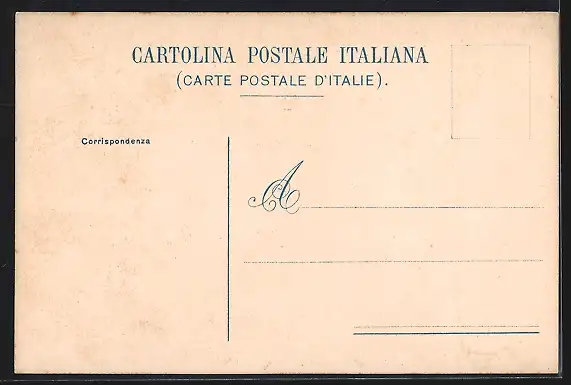 CARTOLINA POSTALE ITALIANA
(CARTE POSTALE D'ITALIE).
Corrispondenza
A